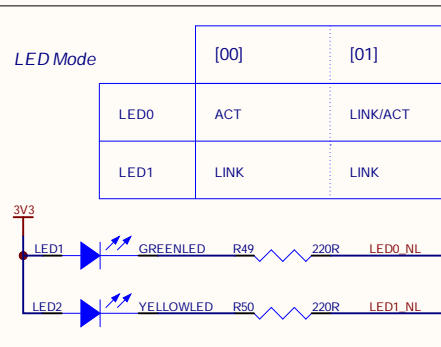 LED Mode
[00] [01]
LED0 ACT LINK/ACT
LED1 LINK LINK
3V3
LED1 GREENLED R49 220R LED0_NL
LED2 YELLOWLED R50 220R LED1_NL